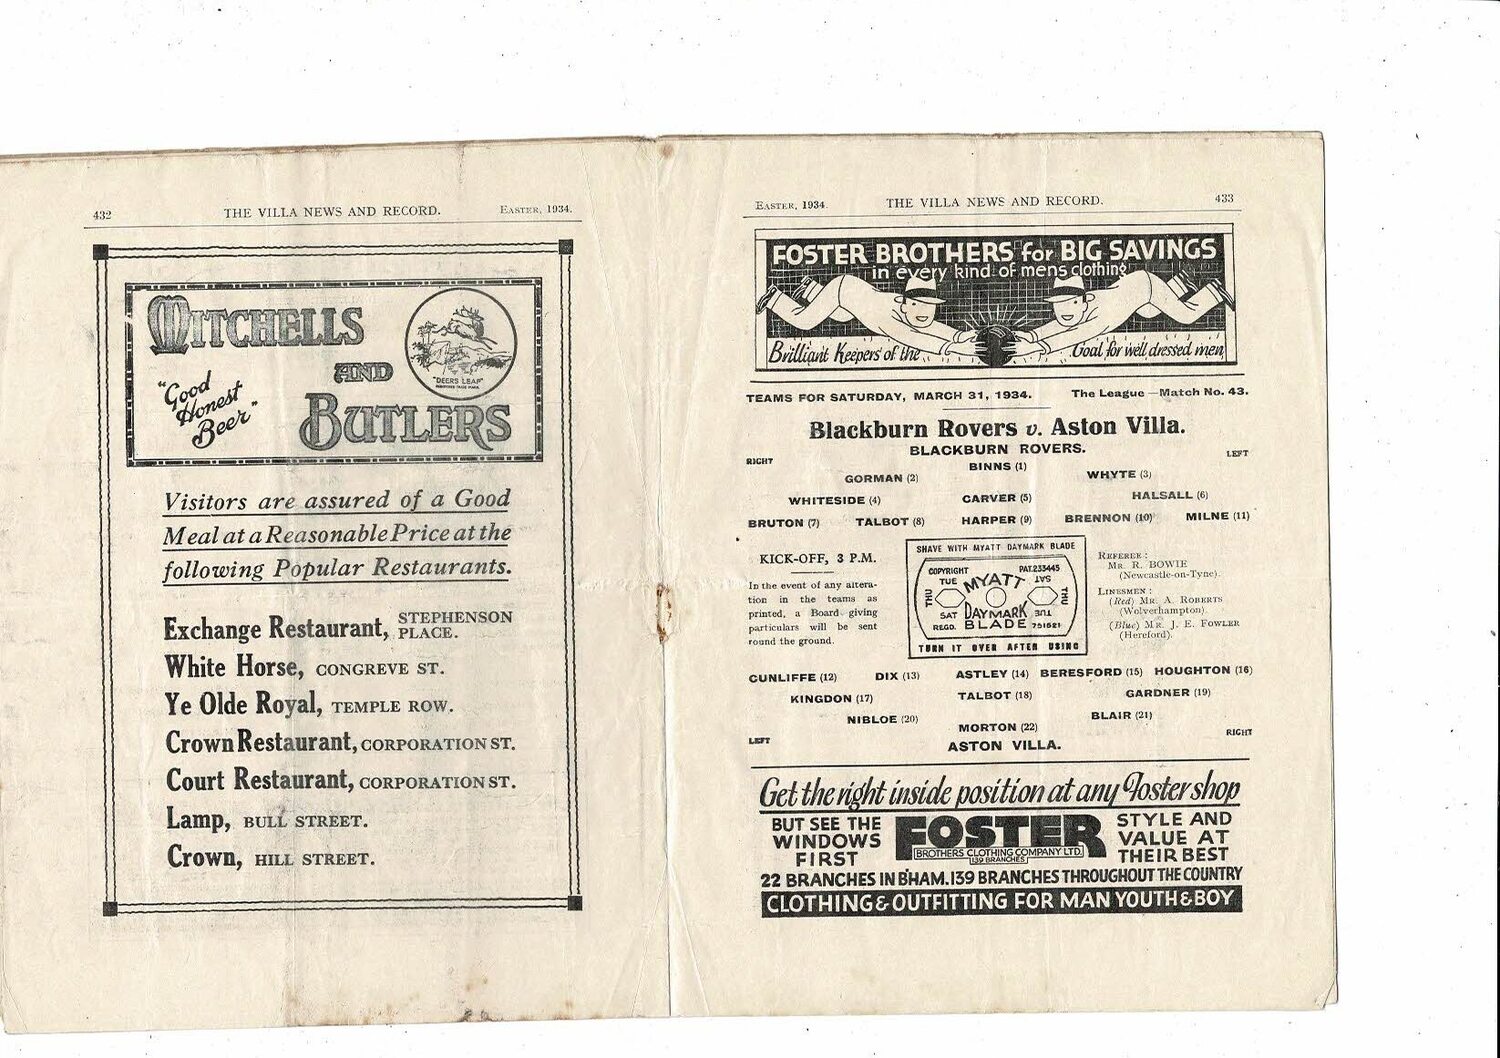 432
THE VILLA NEWS AND RECORD.
EASTER, 1934.
MITCHELLS
AND
BUTLERS
"Good
Honest
Beer"
"DEERS LEAP"
REGISTERED TRADE MARK
Visitors are assured of a Good
Meal at a Reasonable Price at the
following Popular Restaurants.
Exchange Restaurant, STEPHENSON PLACE.
White Horse, CONGREVE ST.
Ye Olde Royal, TEMPLE ROW.
Crown Restaurant, CORPORATION ST.
Court Restaurant, CORPORATION ST.
Lamp, BULL STREET.
Crown, HILL STREET.
EASTER, 1934.
THE VILLA NEWS AND RECORD.
433
FOSTER BROTHERS for BIG SAVINGS
in every kind of mens clothing
Brilliant Keepers of the
Goal for well dressed men
TEAMS FOR SATURDAY, MARCH 31, 1934. The League—Match No. 43.
Blackburn Rovers v. Aston Villa.
BLACKBURN ROVERS.
RIGHT
LEFT
BINNS (1)
GORMAN (2) WHYTE (3)
WHITESIDE (4) CARVER (5) HALSALL (6)
BRUTON (7) TALBOT (8) HARPER (9) BRENNON (10) MILNE (11)
KICK-OFF, 3 P.M.
In the event of any altera-
tion in the teams as
printed, a Board giving
particulars will be sent
round the ground.
SHAVE WITH MYATT DAYMARK BLADE
COPYRIGHT PAT.233445
TUE MYATT SAT
THU THU
SAT DAYMARK TUE
REGD. BLADE 751621
TURN IT OVER AFTER USING
REFEREE:
MR. R. BOWIE
(Newcastle-on-Tyne).
LINESMEN:
(Red) MR. A. ROBERTS
(Wolverhampton).
(Blue) MR. J. E. FOWLER
(Hereford).
CUNLIFFE (12) DIX (13) ASTLEY (14) BERESFORD (15) HOUGHTON (16)
KINGDON (17) TALBOT (18) GARDNER (19)
NIBLOE (20) BLAIR (21)
MORTON (22)
LEFT
RIGHT
ASTON VILLA.
Get the right inside position at any Foster shop
BUT SEE THE
WINDOWS
FIRST
FOSTER
BROTHERS CLOTHING COMPANY LTD.
139 BRANCHES
STYLE AND
VALUE AT
THEIR BEST
22 BRANCHES IN B'HAM. 139 BRANCHES THROUGHOUT THE COUNTRY
CLOTHING & OUTFITTING FOR MAN YOUTH & BOY